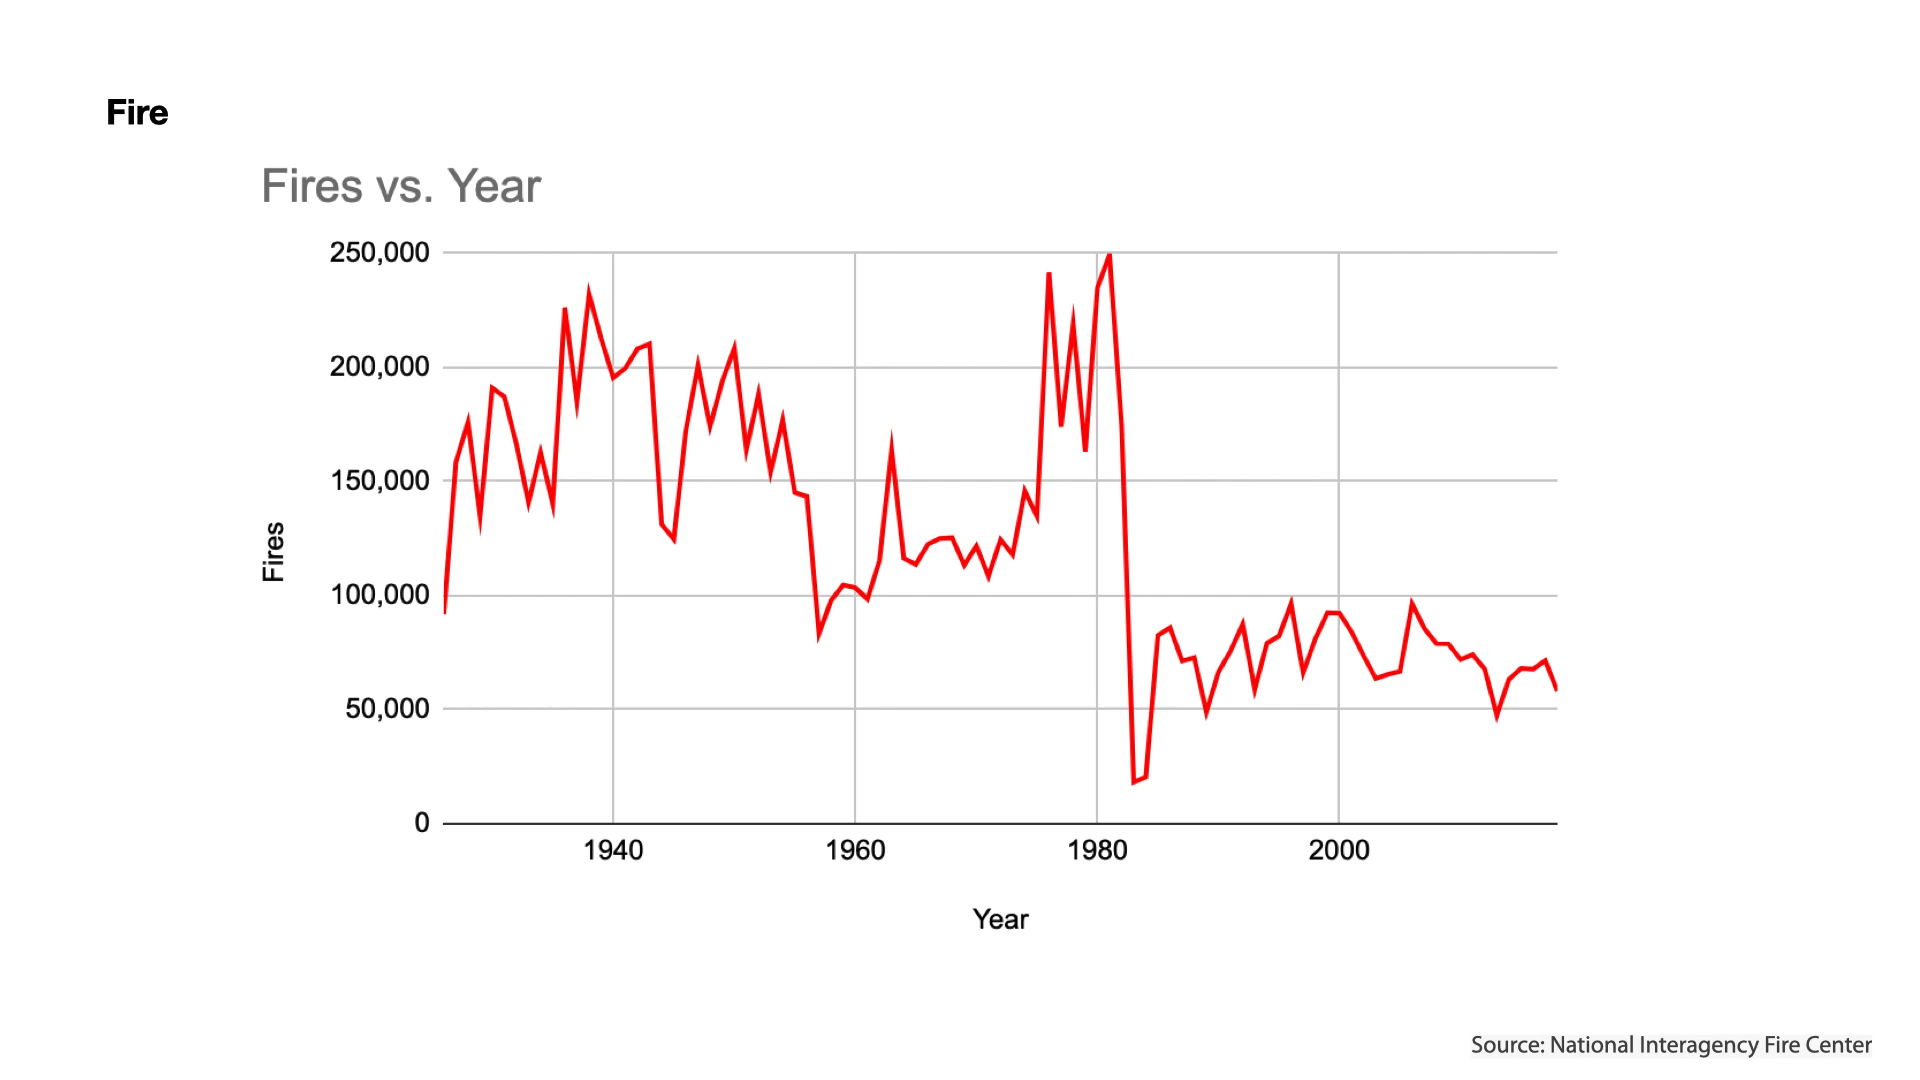 Fire
Fires vs. Year
250,000
200,000
150,000
100,000
50,000
0
Fires
1940 1960 1980 2000
Year
Source: National Interagency Fire Center